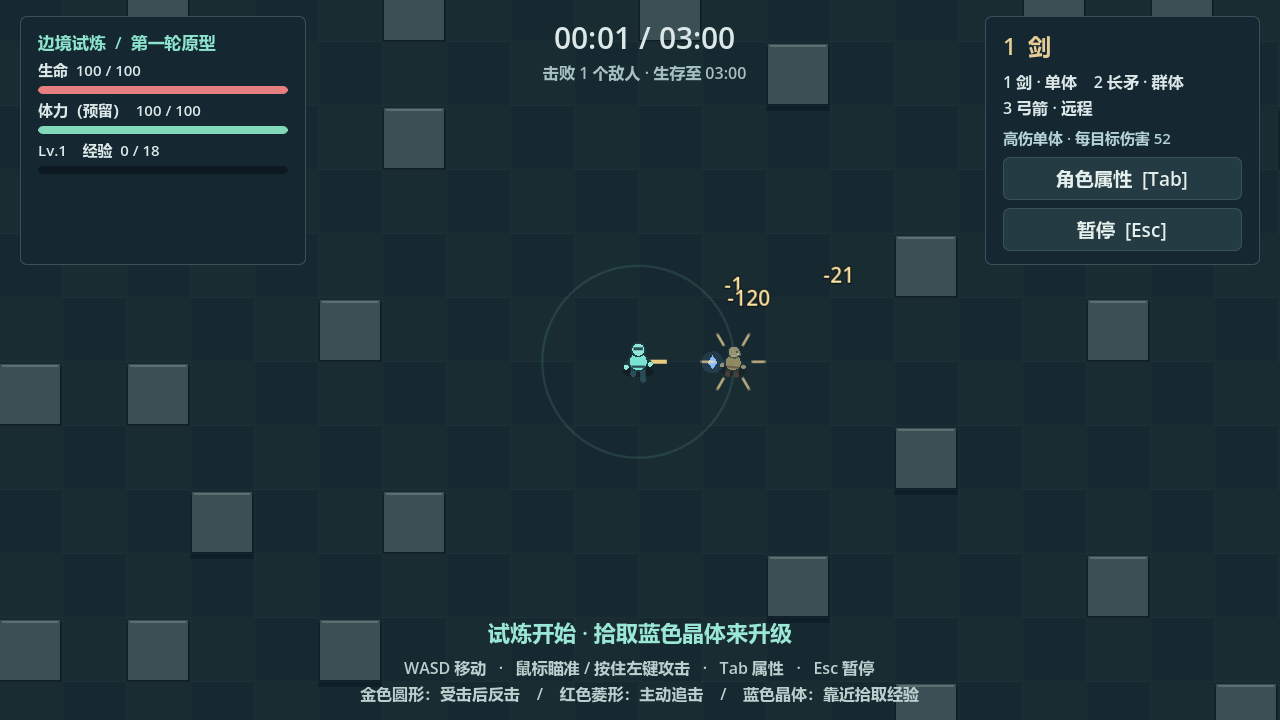 边境试炼 / 第一轮原型
生命 100 / 100
体力（预留） 100 / 100
Lv.1 经验 0 / 18
00:01 / 03:00
击败 1 个敌人 · 生存至 03:00
1 剑
1 剑 · 单体 2 长矛 · 群体
3 弓箭 · 远程
高伤单体 · 每目标伤害 52
角色属性 [Tab]
暂停 [Esc]
-21
-1
-120
试炼开始 · 拾取蓝色晶体来升级
WASD 移动 · 鼠标瞄准 / 按住左键攻击 · Tab 属性 · Esc 暂停
金色圆形：受击后反击 / 红色菱形：主动追击 / 蓝色晶体：靠近拾取经验